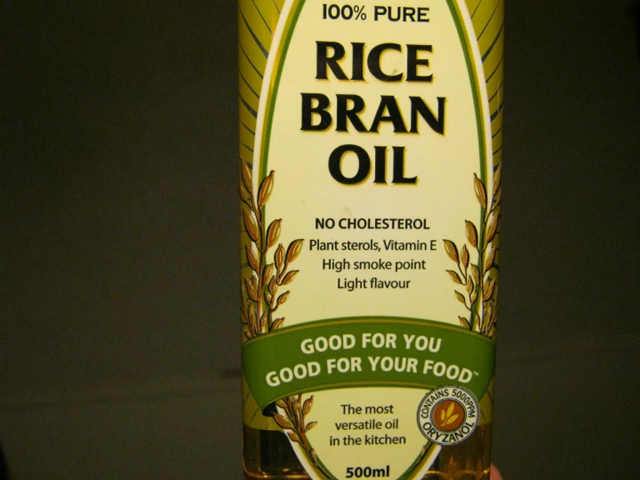 100% PURE
RICE
BRAN
OIL
NO CHOLESTEROL
Plant sterols, Vitamin E
High smoke point
Light flavour
GOOD FOR YOU
GOOD FOR YOUR FOOD™
The most
versatile oil
in the kitchen
CONTAINS 5000PPM
ORYZANOL
500ml